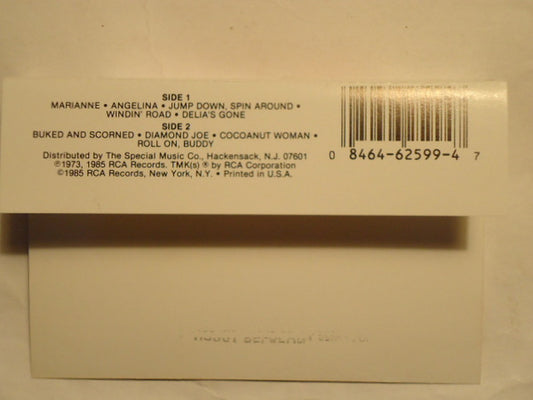 SIDE 1
MARIANNE • ANGELINA • JUMP DOWN, SPIN AROUND •
WINDIN' ROAD • DELIA'S GONE
SIDE 2
BUKED AND SCORNED • DIAMOND JOE • COCOANUT WOMAN •
ROLL ON, BUDDY
Distributed by The Special Music Co., Hackensack, N.J. 07601
℗1973, 1985 RCA Records. TMK(s) ® by RCA Corporation
©1985 RCA Records, New York, N.Y. • Printed in U.S.A.
0 8464-62599-4 7